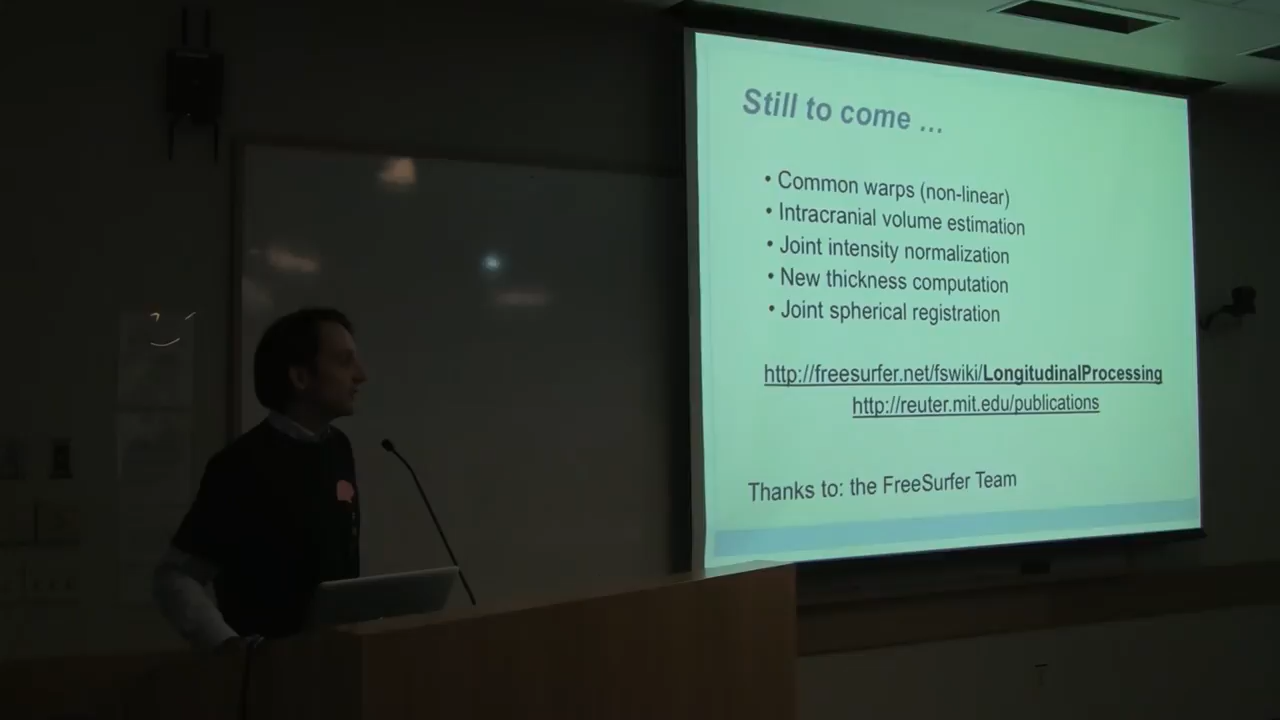 Still to come ...
• Common warps (non-linear)
• Intracranial volume estimation
• Joint intensity normalization
• New thickness computation
• Joint spherical registration
http://freesurfer.net/fswiki/LongitudinalProcessing
http://reuter.mit.edu/publications
Thanks to: the FreeSurfer Team